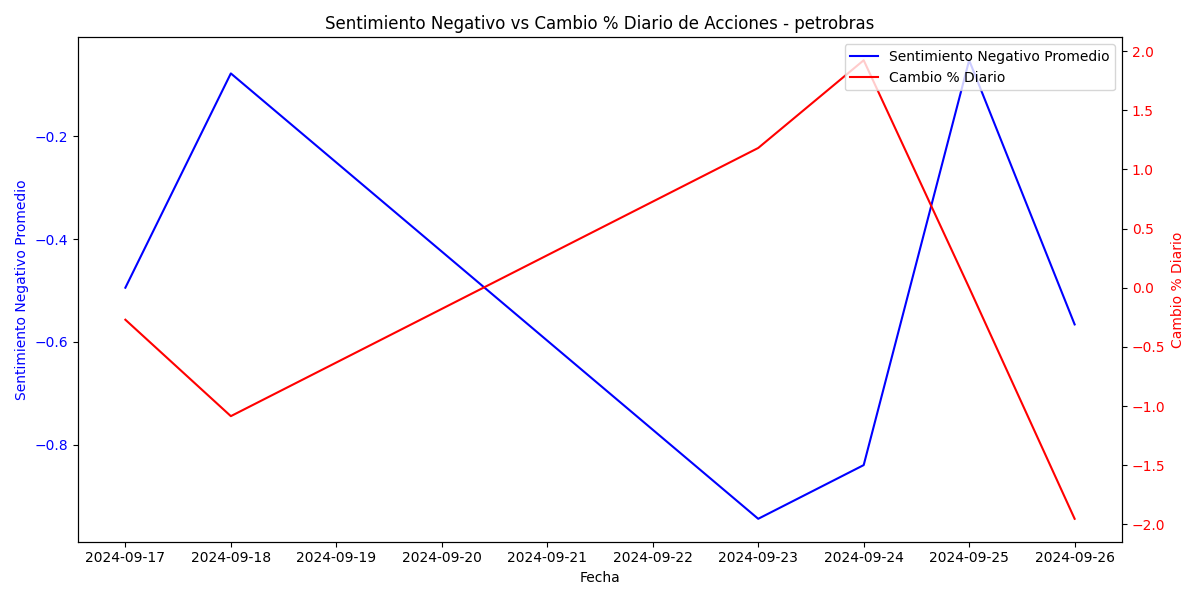 Sentimiento Negativo vs Cambio % Diario de Acciones - petrobras
Sentimiento Negativo Promedio
Cambio % Diario
Sentimiento Negativo Promedio
−0.2
−0.4
−0.6
−0.8
2.0
1.5
1.0
0.5
0.0
−0.5
−1.0
−1.5
−2.0
Cambio % Diario
2024-09-17 2024-09-18 2024-09-19 2024-09-20 2024-09-21 2024-09-22 2024-09-23 2024-09-24 2024-09-25 2024-09-26
Fecha